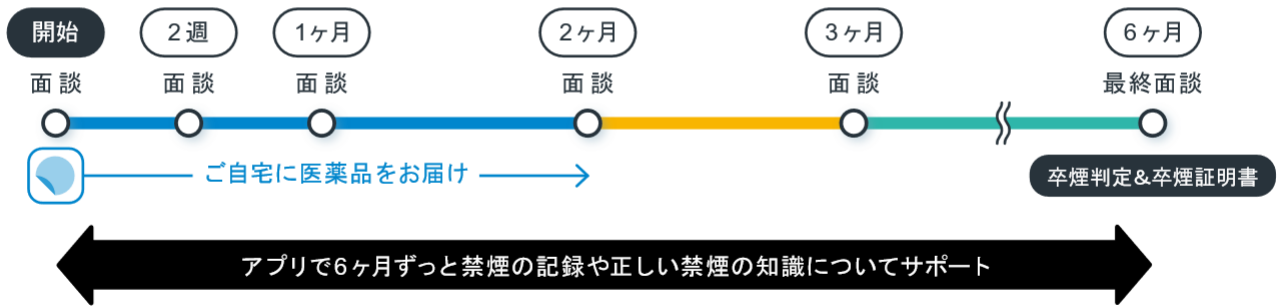 開始 2週 1ヶ月 2ヶ月 3ヶ月 6ヶ月
面談 面談 面談 面談 面談 最終面談
ご自宅に医薬品をお届け
卒煙判定&卒煙証明書
アプリで6ヶ月ずっと禁煙の記録や正しい禁煙の知識についてサポート